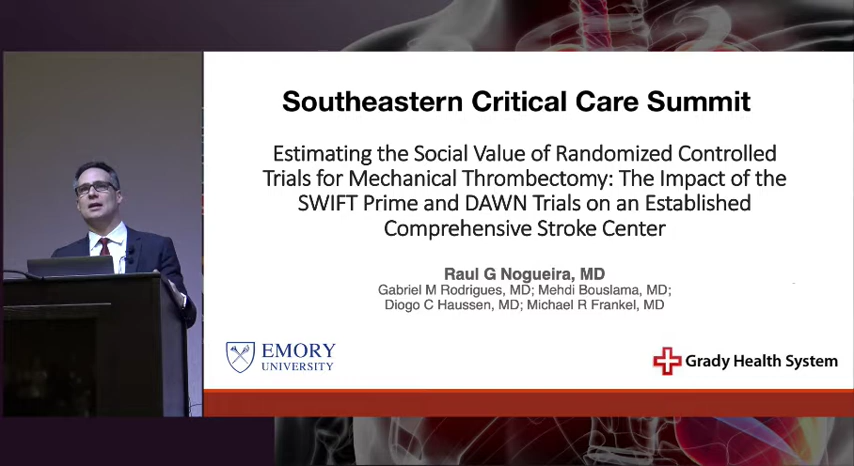 Southeastern Critical Care Summit
Estimating the Social Value of Randomized Controlled
Trials for Mechanical Thrombectomy: The Impact of the
SWIFT Prime and DAWN Trials on an Established
Comprehensive Stroke Center
Raul G Nogueira, MD
Gabriel M Rodrigues, MD; Mehdi Bouslama, MD;
Diogo C Haussen, MD; Michael R Frankel, MD
EMORY
UNIVERSITY
Grady Health System